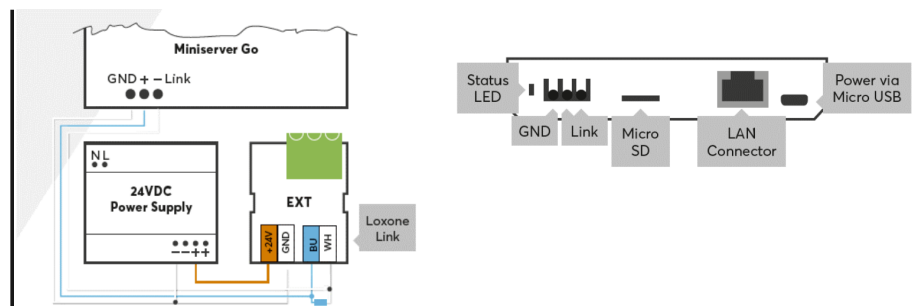 Miniserver Go
GND + − Link
N L
24VDC
Power Supply
− − + +
EXT
+24V
GND
BU
WH
Loxone
Link
Status
LED
GND
Link
Micro
SD
LAN
Connector
Power via
Micro USB